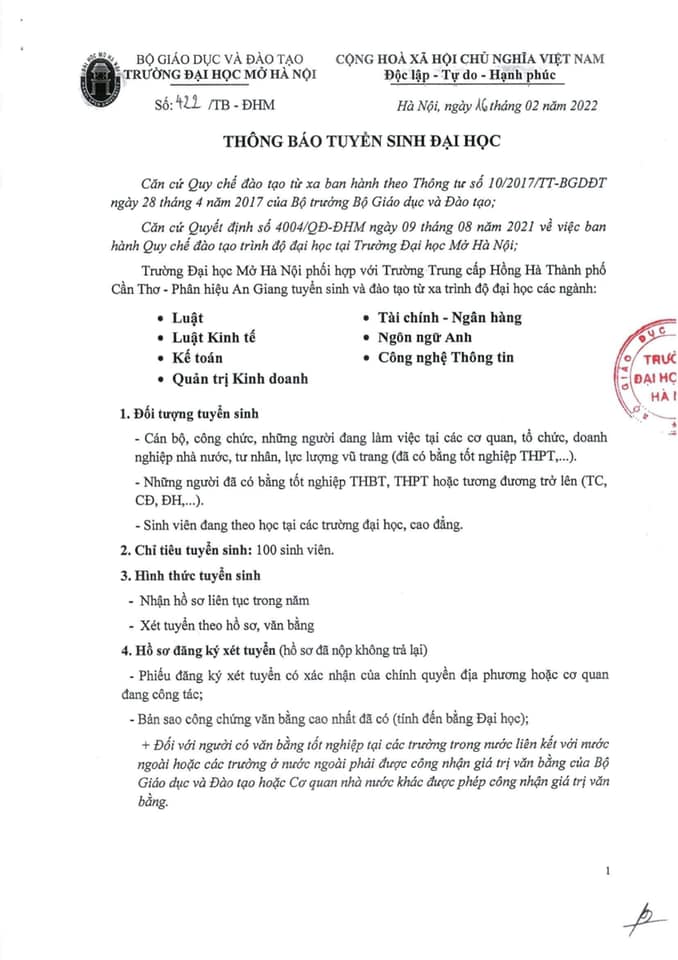 BỘ GIÁO DỤC VÀ ĐÀO TẠO
TRƯỜNG ĐẠI HỌC MỞ HÀ NỘI
Số: 422 /TB - ĐHM
CỘNG HOÀ XÃ HỘI CHỦ NGHĨA VIỆT NAM
Độc lập - Tự do - Hạnh phúc
Hà Nội, ngày 16 tháng 02 năm 2022
THÔNG BÁO TUYỂN SINH ĐẠI HỌC
Căn cứ Quy chế đào tạo từ xa ban hành theo Thông tư số 10/2017/TT-BGDĐT
ngày 28 tháng 4 năm 2017 của Bộ trưởng Bộ Giáo dục và Đào tạo;
Căn cứ Quyết định số 4004/QĐ-ĐHM ngày 09 tháng 08 năm 2021 về việc ban
hành Quy chế đào tạo trình độ đại học tại Trường Đại học Mở Hà Nội;
Trường Đại học Mở Hà Nội phối hợp với Trường Trung cấp Hồng Hà Thành phố
Cần Thơ - Phân hiệu An Giang tuyển sinh và đào tạo từ xa trình độ đại học các ngành:
• Luật
• Luật Kinh tế
• Kế toán
• Quản trị Kinh doanh
• Tài chính - Ngân hàng
• Ngôn ngữ Anh
• Công nghệ Thông tin
GIÁO DỤC
TRƯỜ
ĐẠI HỌ
HÀ N
1. Đối tượng tuyển sinh
- Cán bộ, công chức, những người đang làm việc tại các cơ quan, tổ chức, doanh
nghiệp nhà nước, tư nhân, lực lượng vũ trang (đã có bằng tốt nghiệp THPT,...).
- Những người đã có bằng tốt nghiệp THBT, THPT hoặc tương đương trở lên (TC,
CĐ, ĐH,...).
- Sinh viên đang theo học tại các trường đại học, cao đẳng.
2. Chỉ tiêu tuyển sinh: 100 sinh viên.
3. Hình thức tuyển sinh
- Nhận hồ sơ liên tục trong năm
- Xét tuyển theo hồ sơ, văn bằng
4. Hồ sơ đăng ký xét tuyển (hồ sơ đã nộp không trả lại)
- Phiếu đăng ký xét tuyển có xác nhận của chính quyền địa phương hoặc cơ quan
đang công tác;
- Bản sao công chứng văn bằng cao nhất đã có (tính đến bằng Đại học);
+ Đối với người có văn bằng tốt nghiệp tại các trường trong nước liên kết với nước
ngoài hoặc các trường ở nước ngoài phải được công nhận giá trị văn bằng của Bộ
Giáo dục và Đào tạo hoặc Cơ quan nhà nước khác được phép công nhận giá trị văn
bằng.
1